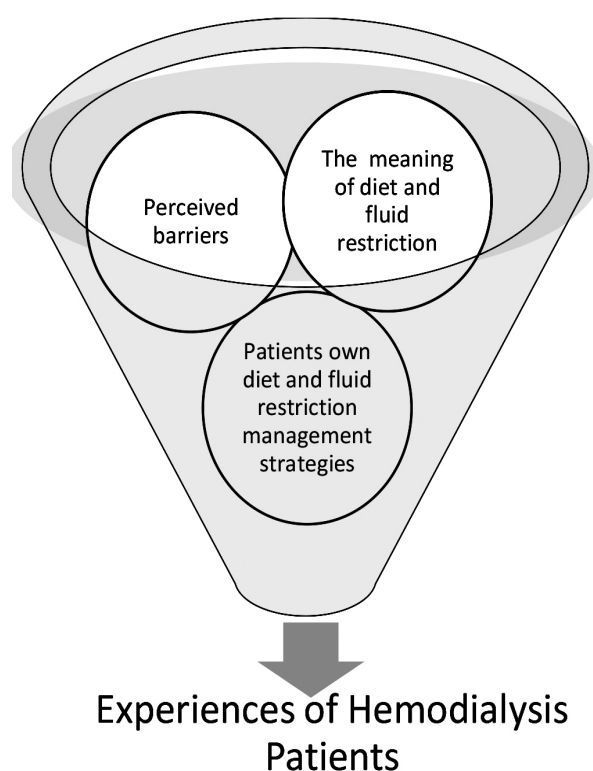 Perceived
barriers
The meaning
of diet and
fluid
restriction
Patients own
diet and fluid
restriction
management
strategies
Experiences of Hemodialysis
Patients